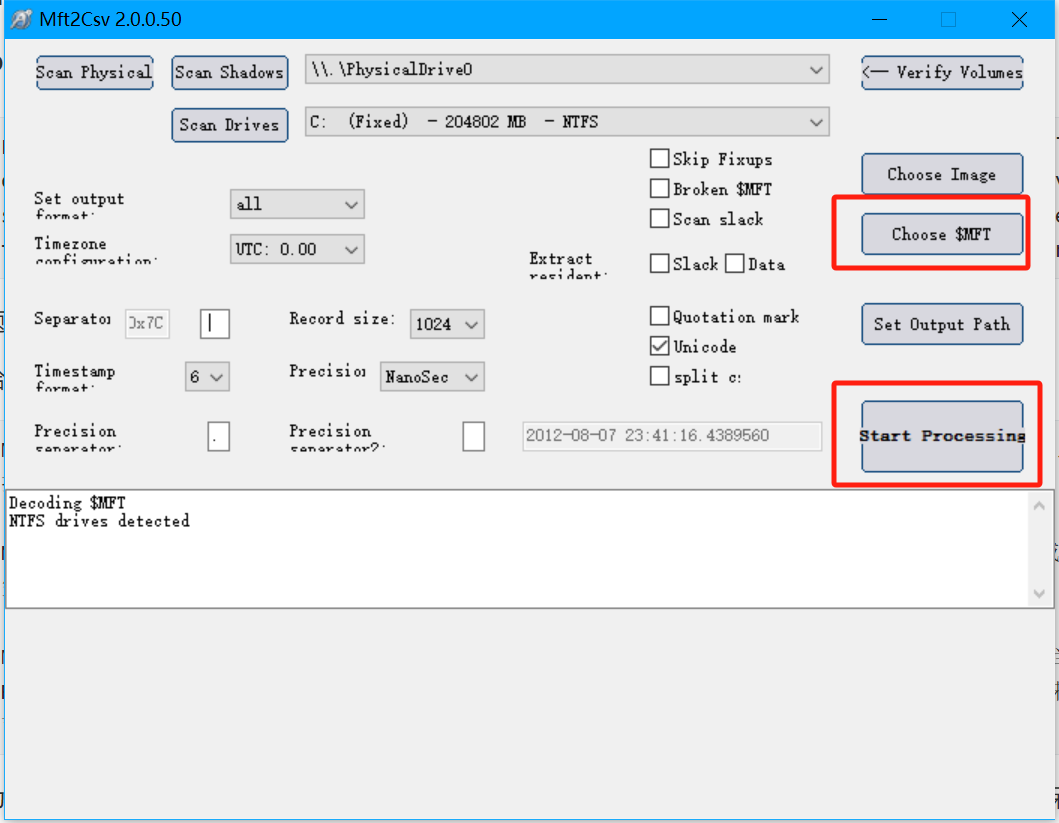 Mft2Csv 2.0.0.50
Scan Physical
Scan Shadows
\\.\PhysicalDrive0
<— Verify Volumes
Scan Drives
C:  (Fixed)  - 204802 MB  - NTFS
Skip Fixups
Broken $MFT
Scan slack
Choose Image
Set output format:
all
Choose $MFT
Timezone configuration:
UTC: 0.00
Extract resident:
Slack
Data
Separator
0x7C
|
Record size:
1024
Quotation mark
Unicode
split c:
Set Output Path
Timestamp format:
6
Precision
NanoSec
Precision separator:
.
Precision separator2:
2012-08-07 23:41:16.4389560
Start Processing
Decoding $MFT
NTFS drives detected